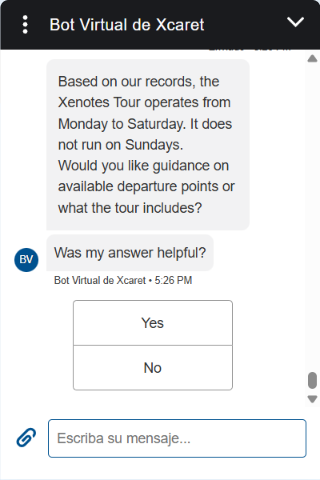 Bot Virtual de Xcaret
Based on our records, the
Xenotes Tour operates from
Monday to Saturday. It does
not run on Sundays.
Would you like guidance on
available departure points or
what the tour includes?
Was my answer helpful?
BV
Bot Virtual de Xcaret • 5:26 PM
Yes
No
Escriba su mensaje...